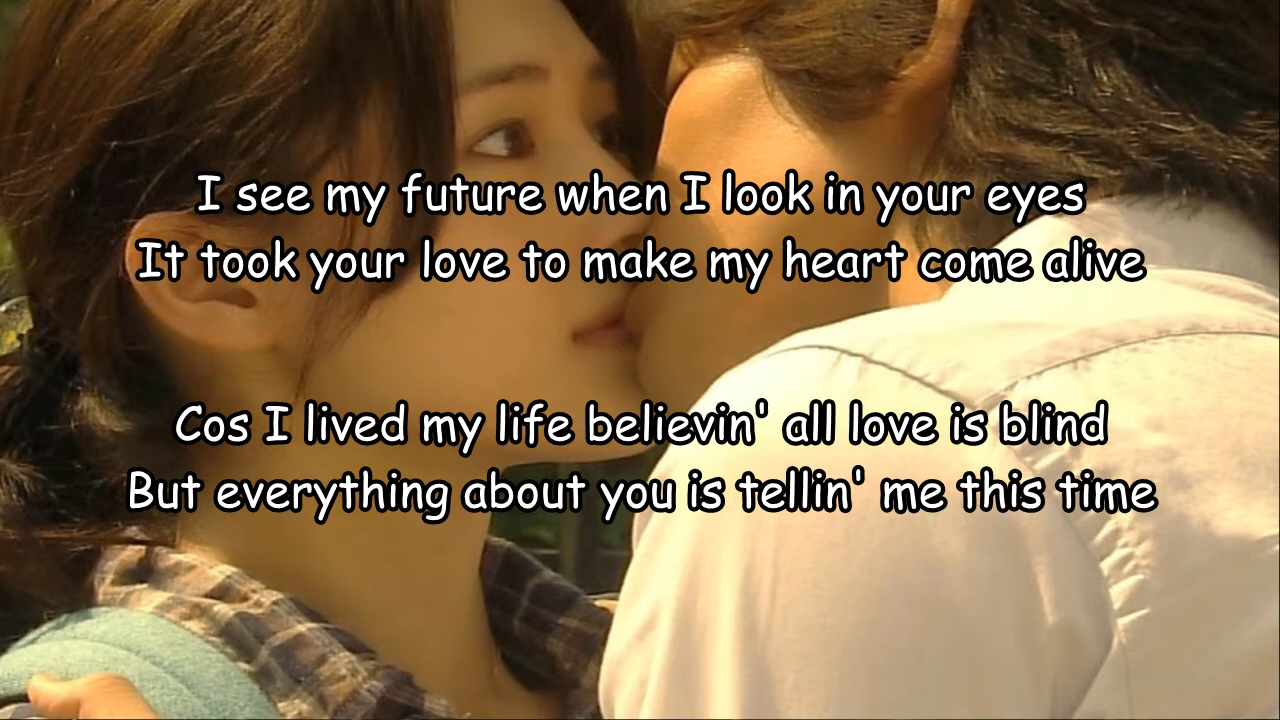 I see my future when I look in your eyes
It took your love to make my heart come alive
Cos I lived my life believin' all love is blind
But everything about you is tellin' me this time